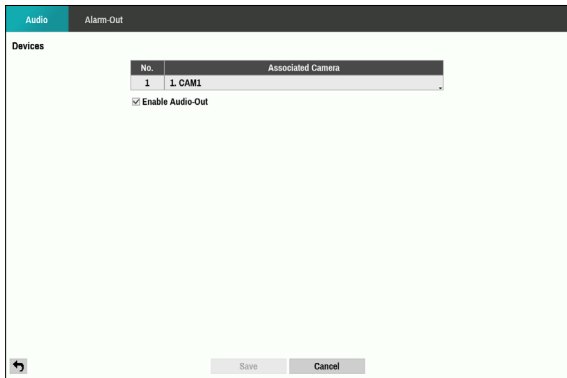 Audio Alarm-Out
Devices
No. Associated Camera
1 1. CAM1
Enable Audio-Out
Save Cancel